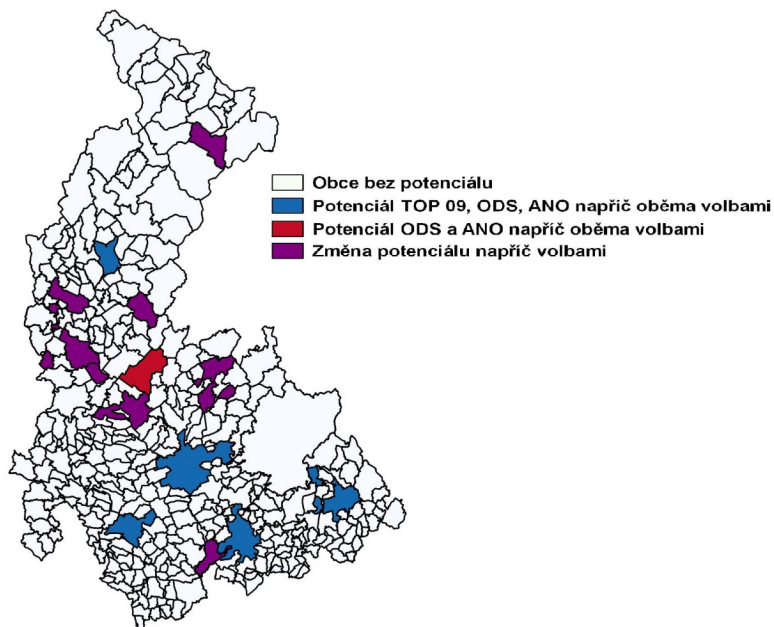 Obce bez potenciálu
Potenciál TOP 09, ODS, ANO napříč oběma volbami
Potenciál ODS a ANO napříč oběma volbami
Změna potenciálu napříč volbami